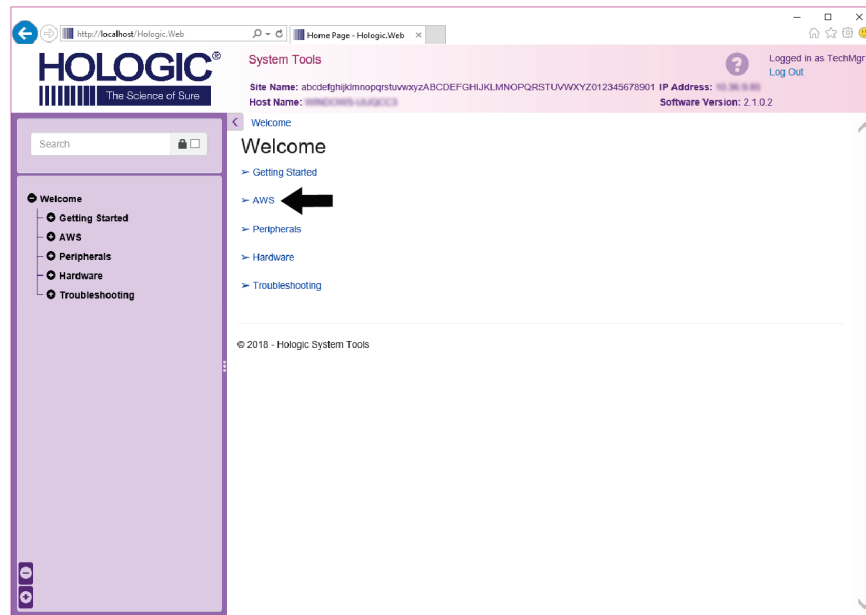 http://localhost/Hologic.Web
Home Page - Hologic.Web
HOLOGIC®
The Science of Sure
System Tools
Logged in as TechMgr
Log Out
Site Name: abcdefghijklmnopqrstuvwxyzABCDEFGHIJKLMNOPQRSTUVWXYZ012345678901 IP Address:
Host Name:
Software Version: 2.1.0.2
Search
Welcome
Getting Started
AWS
Peripherals
Hardware
Troubleshooting
Welcome
Welcome
➢ Getting Started
➢ AWS
➢ Peripherals
➢ Hardware
➢ Troubleshooting
© 2018 - Hologic System Tools